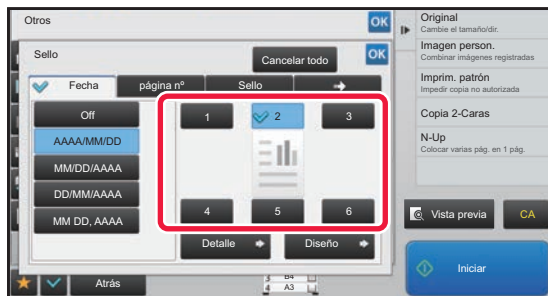 Otros
OK
Sello
Cancelar todo
OK
Fecha
página nº
Sello
Off
AAAA/MM/DD
MM/DD/AAAA
DD/MM/AAAA
MM DD, AAAA
1
2
3
4
5
6
Detalle
Diseño
Atrás
3 B4
4 A3
Original
Cambie el tamaño/dir.
Imagen person.
Combinar imágenes registradas
Imprim. patrón
Impedir copia no autorizada
Copia 2-Caras
N-Up
Colocar varias pág. en 1 pág.
Vista previa
CA
Iniciar